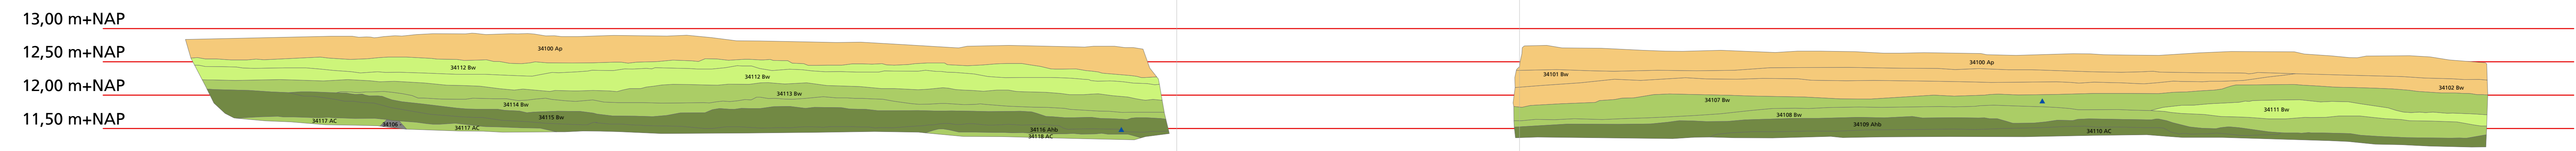 13,00 m+NAP
12,50 m+NAP
12,00 m+NAP
11,50 m+NAP
34100 Ap
34112 Bw
34112 Bw
34113 Bw
34114 Bw
34115 Bw
34117 AC
34106
34117 AC
34116 Ahb
34118 AC
34100 Ap
34101 Bw
34102 Bw
34107 Bw
34111 Bw
34108 Bw
34109 Ahb
34110 AC